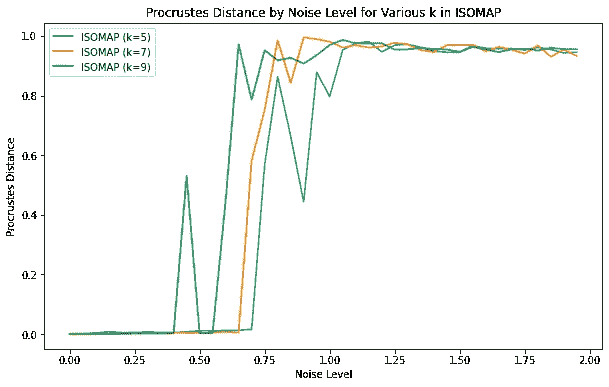 Procrustes Distance by Noise Level for Various k in ISOMAP
ISOMAP (k=5)
ISOMAP (k=7)
ISOMAP (k=9)
1.0
0.8
0.6
0.4
0.2
0.0
Procrustes Distance
0.00 0.25 0.50 0.75 1.00 1.25 1.50 1.75 2.00
Noise Level